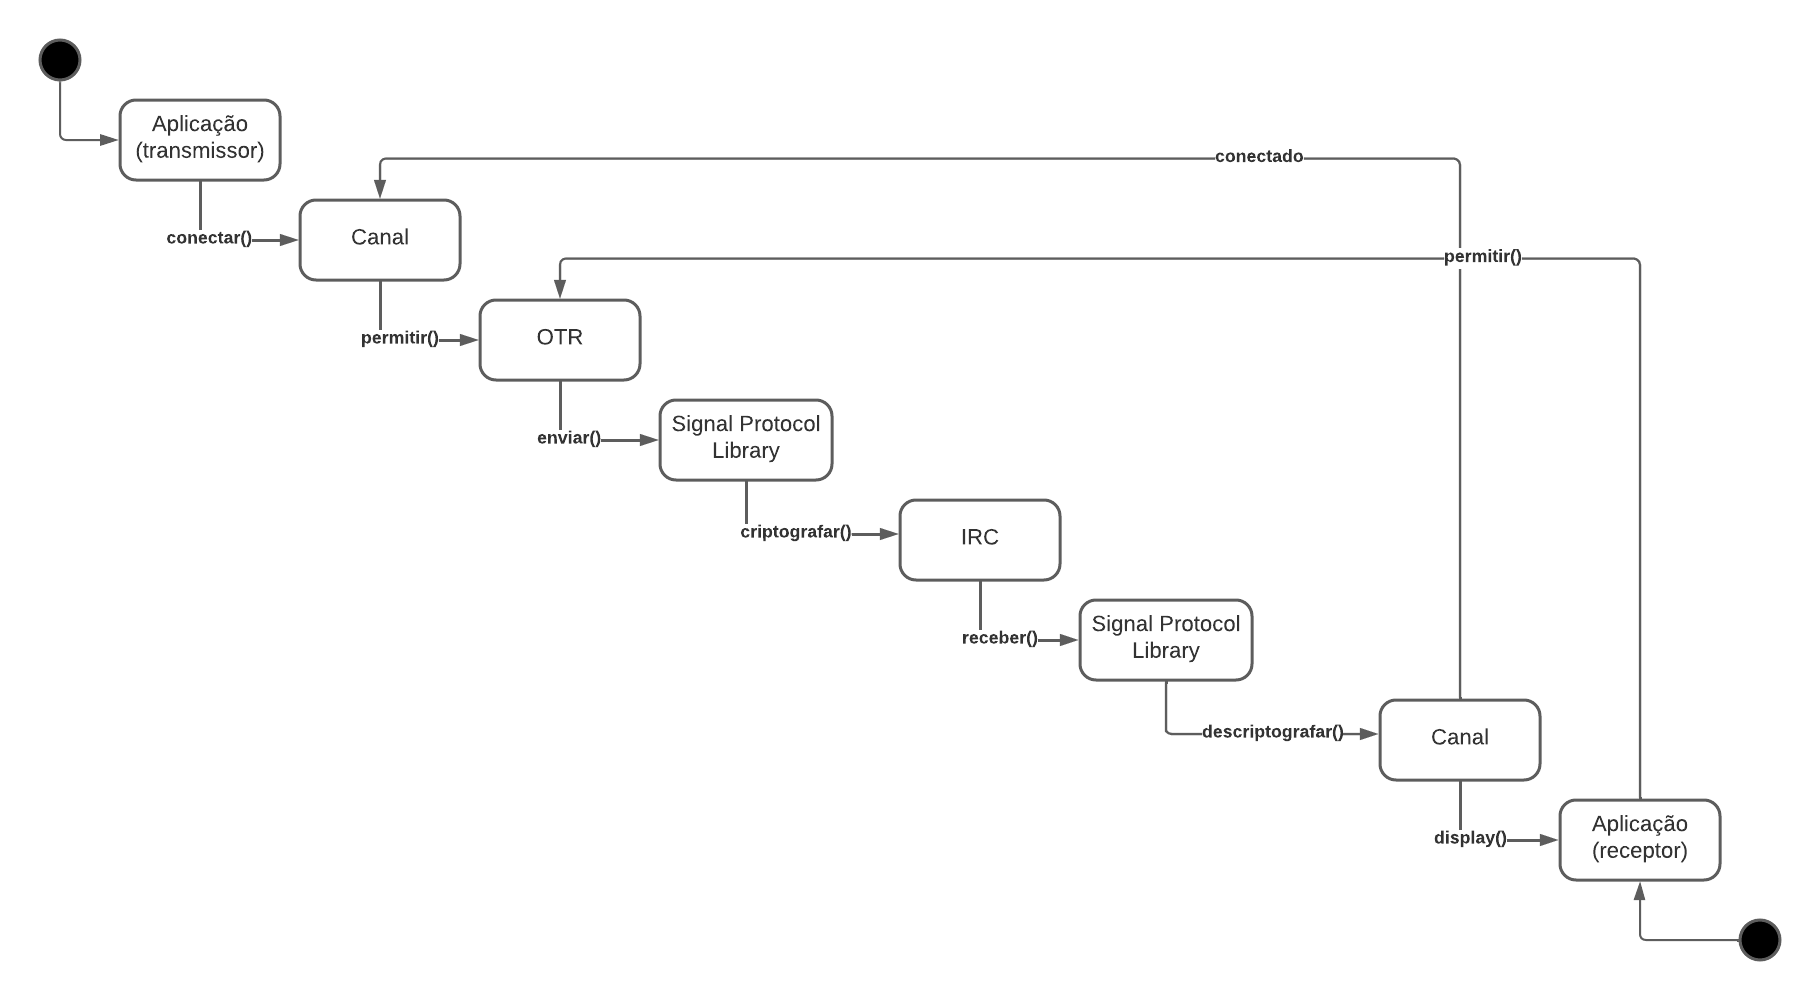 Aplicação
(transmissor)
conectado
Canal
conectar()
permitir()
OTR
permitir()
Signal Protocol
Library
enviar()
IRC
criptografar()
Signal Protocol
Library
receber()
Canal
descriptografar()
Aplicação
(receptor)
display()